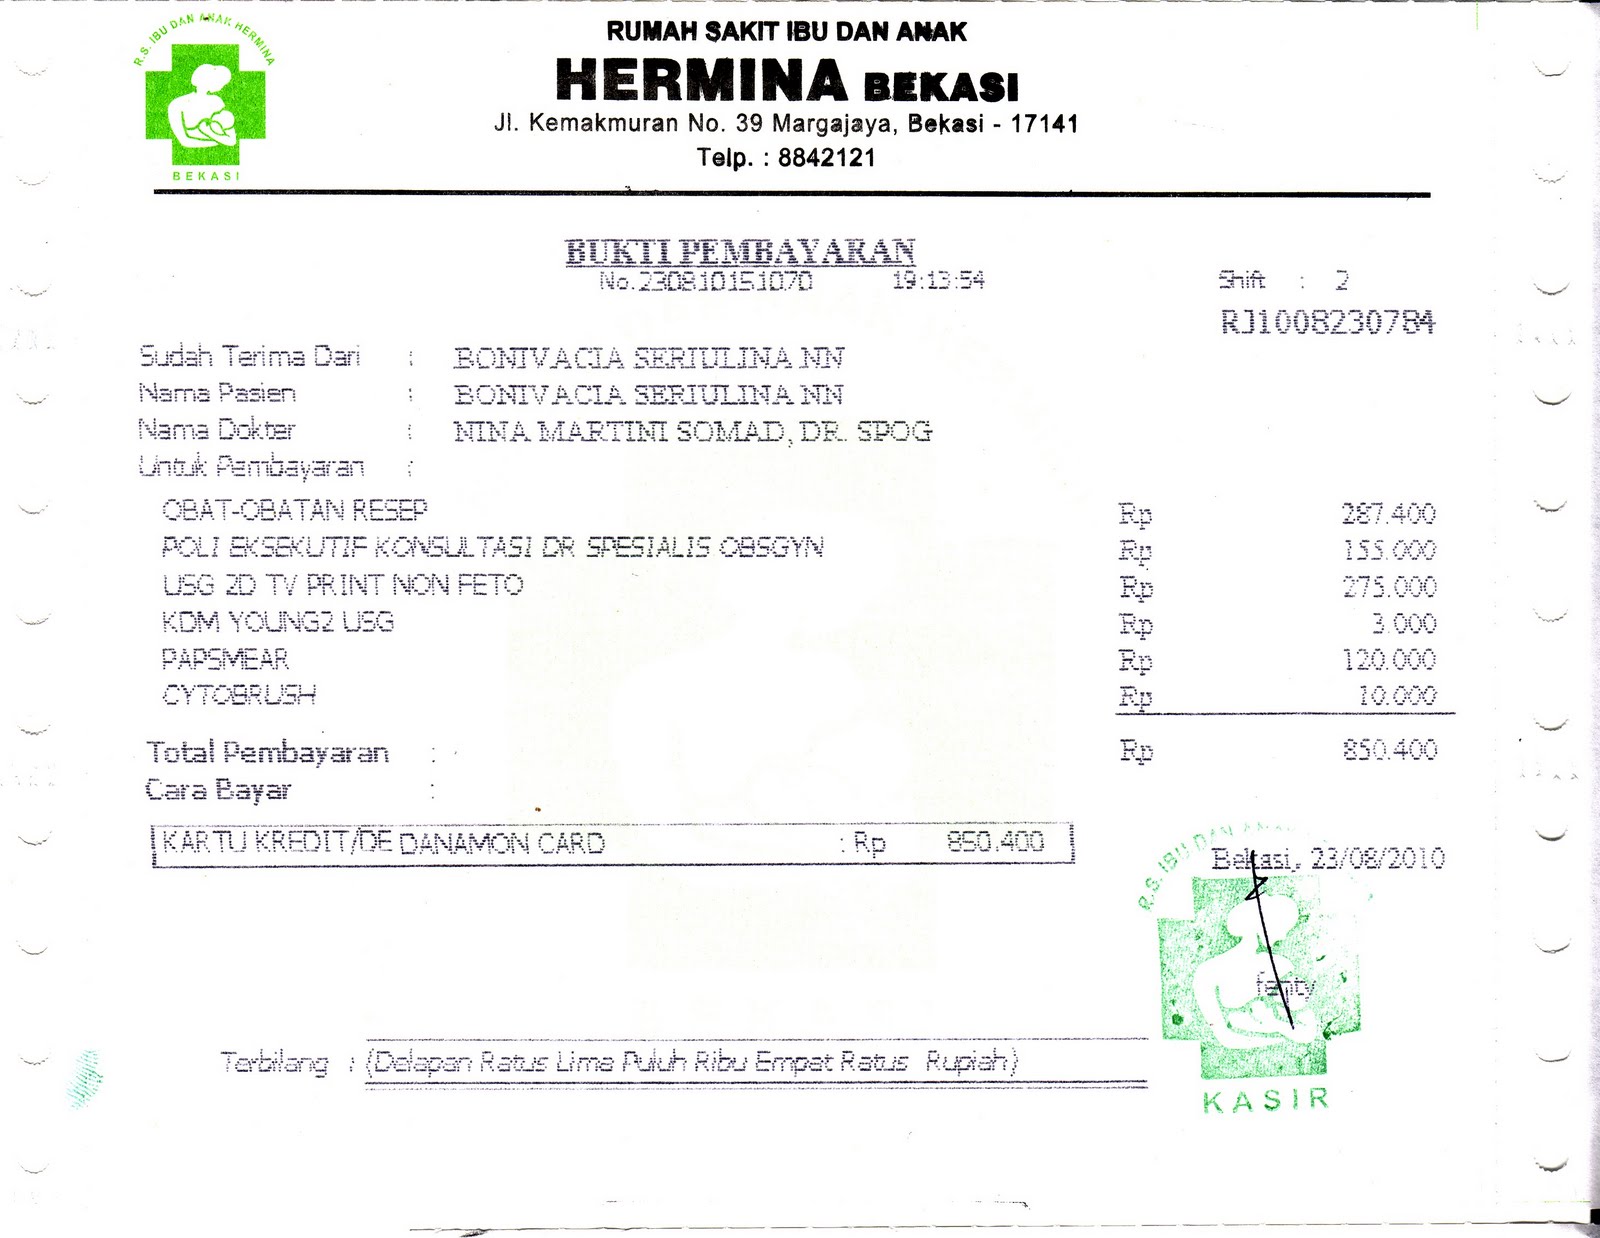 R.S. IBU DAN ANAK HERMINA
BEKASI
RUMAH SAKIT IBU DAN ANAK
HERMINA BEKASI
Jl. Kemakmuran No. 39 Margajaya, Bekasi - 17141
Telp. : 8842121
BUKTI PEMBAYARAN
No.230810151070 19:13:54 Shift : 2
RJ1008230784
Sudah Terima Dari : BONIVACIA SERIULINA NN
Nama Pasien : BONIVACIA SERIULINA NN
Nama Dokter : NINA MARTINI SOMAD, DR. SPOG
Untuk Pembayaran :
OBAT-OBATAN RESEP Rp 287.400
POLI EKSEKUTIF KONSULTASI DR SPESIALIS OBSGYN Rp 155.000
USG 2D TV PRINT NON FETO Rp 275.000
KDM YOUNG2 USG Rp 3.000
PAPSMEAR Rp 120.000
CYTOBRUSH Rp 10.000
Total Pembayaran : Rp 850.400
Cara Bayar :
KARTU KREDIT/DE DANAMON CARD : Rp 850.400
Bekasi, 23/08/2010
R.S. IBU DAN ANAK
fenty
KASIR
Terbilang : (Delapan Ratus Lima Puluh Ribu Empat Ratus Rupiah)